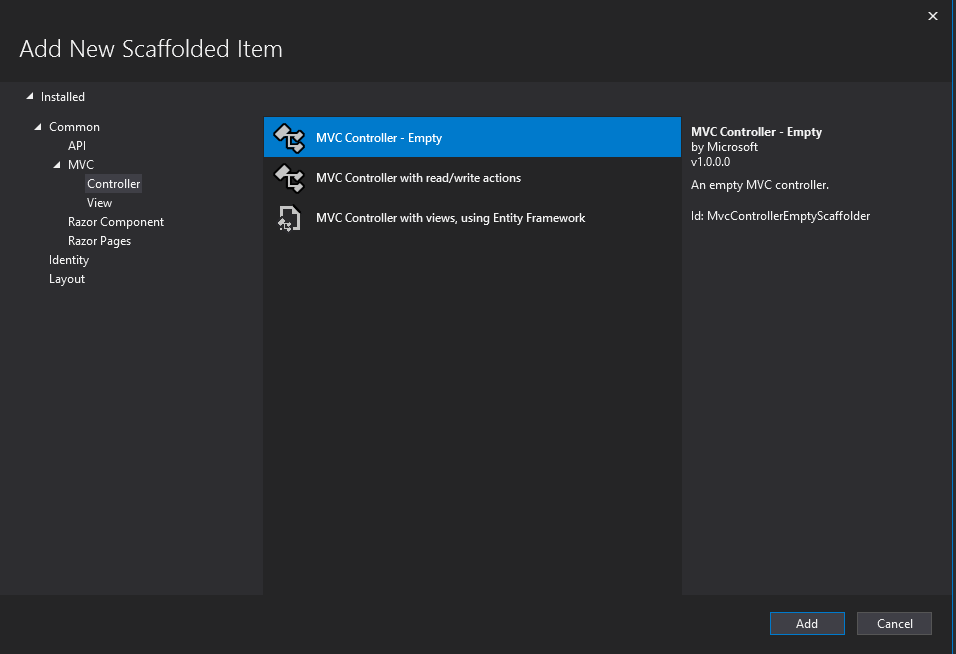 Add New Scaffolded Item
Installed
Common
API
MVC
Controller
View
Razor Component
Razor Pages
Identity
Layout
MVC Controller - Empty
MVC Controller with read/write actions
MVC Controller with views, using Entity Framework
MVC Controller - Empty
by Microsoft
v1.0.0.0
An empty MVC controller.
Id: MvcControllerEmptyScaffolder
Add
Cancel